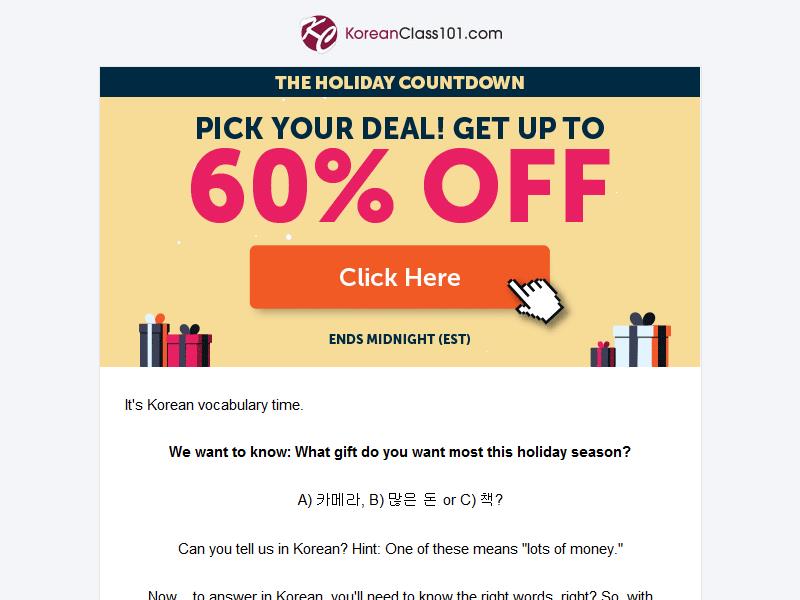 KoreanClass101.com
THE HOLIDAY COUNTDOWN
PICK YOUR DEAL! GET UP TO
60% OFF
Click Here
ENDS MIDNIGHT (EST)
It's Korean vocabulary time.
We want to know: What gift do you want most this holiday season?
A) 카메라, B) 많은 돈 or C) 책?
Can you tell us in Korean? Hint: One of these means "lots of money."
Now... to answer in Korean, you'll need to know the right words, right? So, with